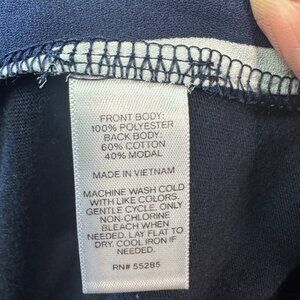 FRONT BODY:
100% POLYESTER
BACK BODY:
60% COTTON
40% MODAL
MADE IN VIETNAM
MACHINE WASH COLD
WITH LIKE COLORS,
GENTLE CYCLE. ONLY
NON-CHLORINE
BLEACH WHEN
NEEDED. LAY FLAT TO
DRY. COOL IRON IF
NEEDED.
RN# 55285